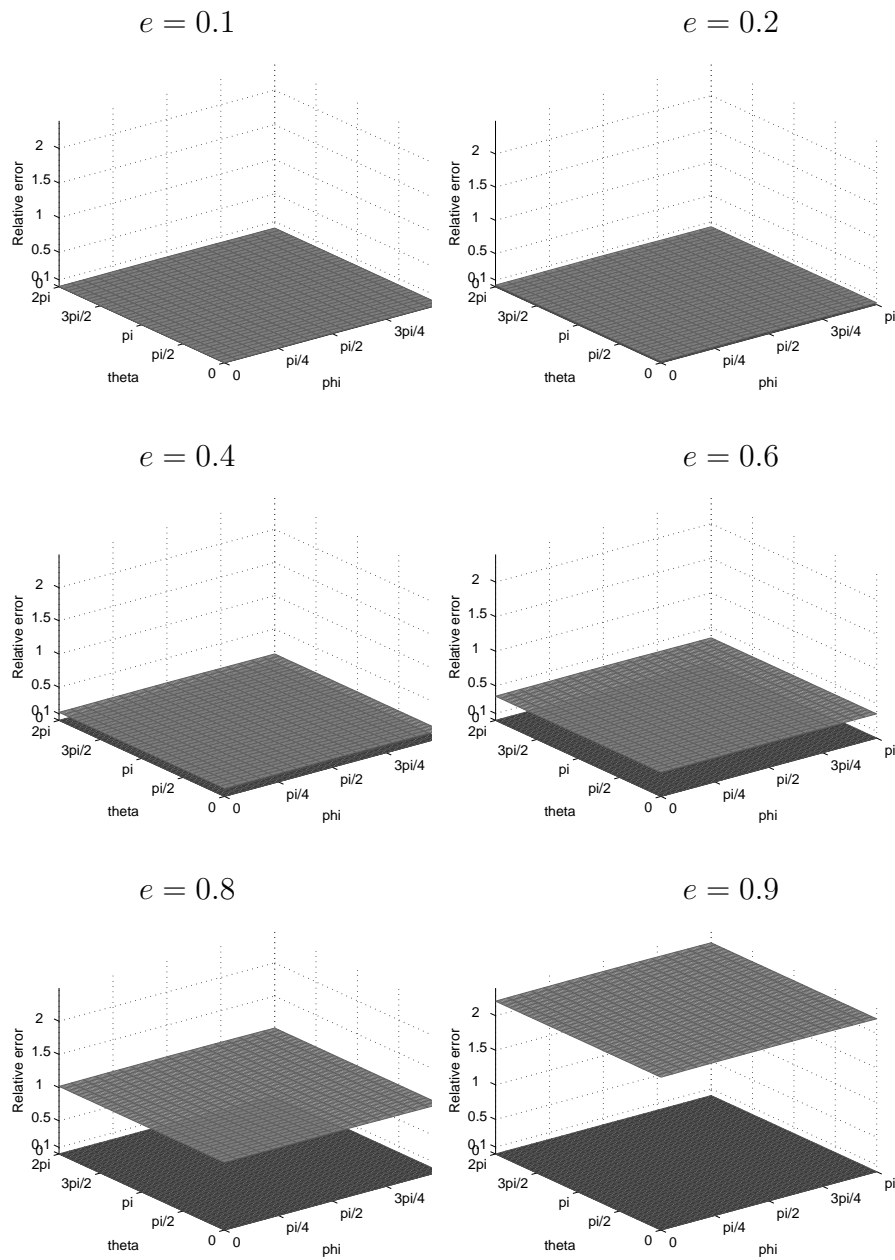 e = 0.1
e = 0.2
Relative error
2
1.5
1
0.5
0.1
0
2pi
3pi/2
pi
pi/2
0
0
pi/4
pi/2
3pi/4
theta
phi
Relative error
2
1.5
1
0.5
0.1
0
2pi
3pi/2
pi
pi/2
0
0
pi/4
pi/2
3pi/4
pi
theta
phi
e = 0.4
e = 0.6
Relative error
2
1.5
1
0.5
0.1
0
2pi
3pi/2
pi
pi/2
0
0
pi/4
pi/2
3pi/4
theta
phi
Relative error
2
1.5
1
0.5
0.1
0
2pi
3pi/2
pi
pi/2
0
0
pi/4
pi/2
3pi/4
pi
theta
phi
e = 0.8
e = 0.9
Relative error
2
1.5
1
0.5
0.1
0
2pi
3pi/2
pi
pi/2
0
0
pi/4
pi/2
3pi/4
theta
phi
Relative error
2
1.5
1
0.5
0.1
0
2pi
3pi/2
pi
pi/2
0
0
pi/4
pi/2
3pi/4
pi
theta
phi